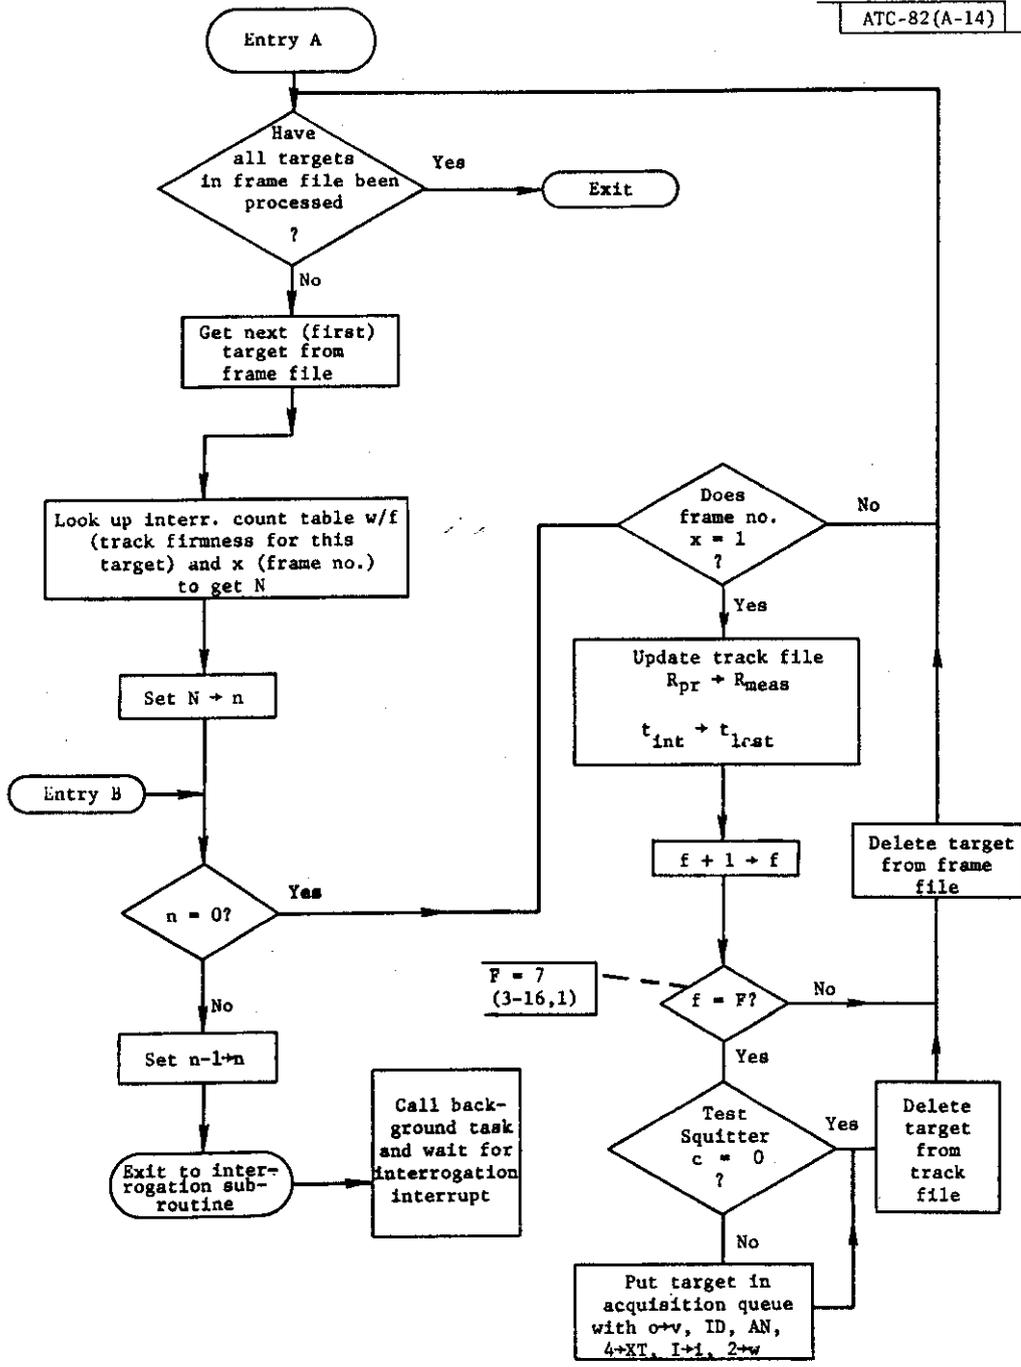 ATC-82(A-14)
Entry A
Have
all targets
in frame file been
processed
?
Yes
Exit
No
Get next (first)
target from
frame file
Look up interr. count table w/f
(track firmness for this
target) and x (frame no.)
to get N
Set N → n
Entry B
n = 0?
Yes
No
Set n-1→n
Exit to inter-
rogation sub-
routine
Call back-
ground task
and wait for
interrogation
interrupt
Does
frame no.
x = 1
?
No
Yes
Update track file
Rpr → Rmeas
tint → tlast
f + 1 → f
F = 7
(3-16,1)
f = F?
No
Yes
Test
Squitter
c = 0
?
Yes
No
Put target in
acquisition queue
with o→v, ID, AN,
4→XT, I→i, 2→w
Delete
target
from
track
file
Delete target
from frame
file